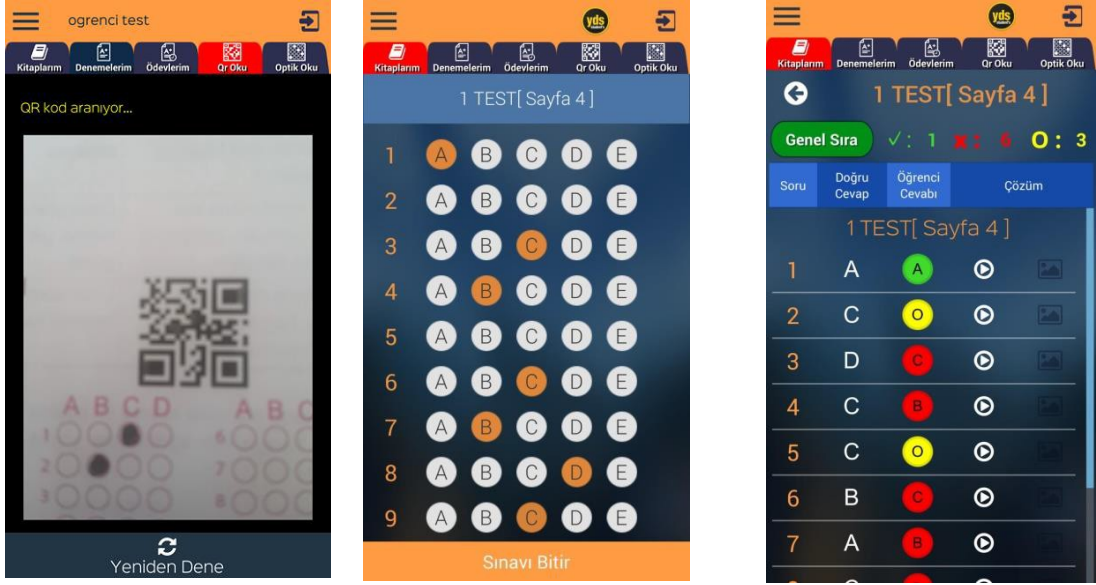 ogrenci test
Kitaplarım Denemelerim Ödevlerim Qr Oku Optik Oku
QR kod aranıyor...
A B C D A B C
1 6
2 7
3 8
Yeniden Dene
yds
Kitaplarım Denemelerim Ödevlerim Qr Oku Optik Oku
1 TEST[ Sayfa 4 ]
1 A B C D E
2 A B C D E
3 A B C D E
4 A B C D E
5 A B C D E
6 A B C D E
7 A B C D E
8 A B C D E
9 A B C D E
Sınavı Bitir
yds
Kitaplarım Denemelerim Ödevlerim Qr Oku Optik Oku
1 TEST[ Sayfa 4 ]
Genel Sıra ✓: 1 x: 6 O: 3
Soru Doğru Cevap Öğrenci Cevabı Çözüm
1 TEST[ Sayfa 4 ]
1 A A
2 C O
3 D C
4 C B
5 C O
6 B C
7 A B